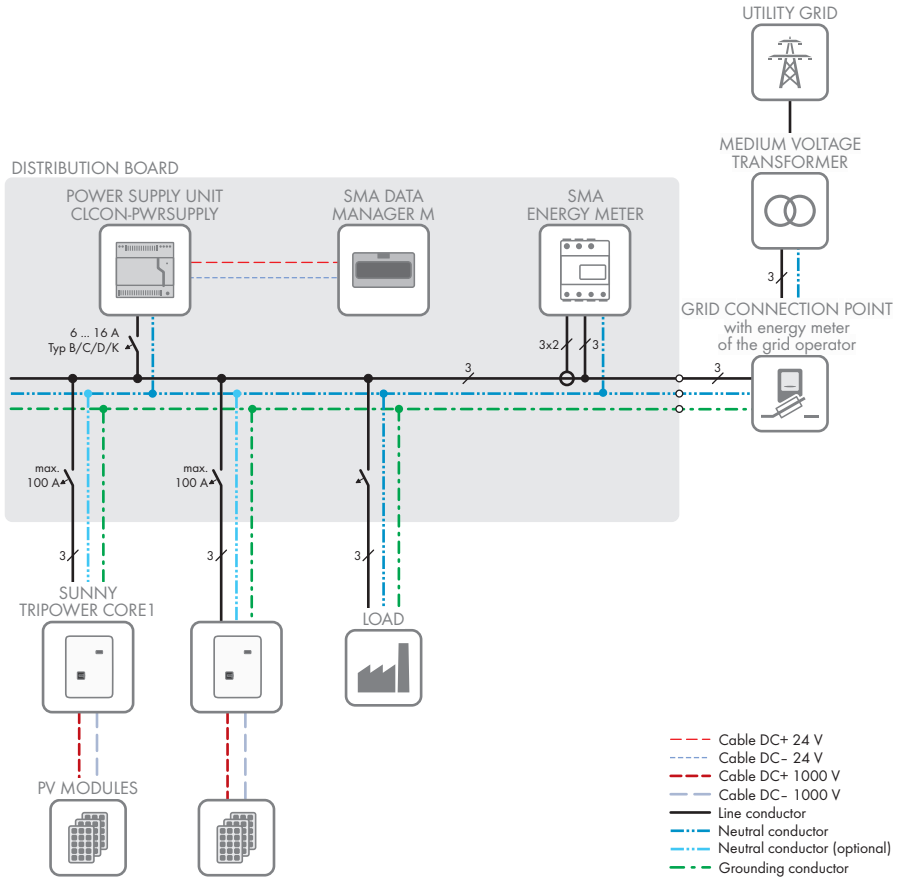 UTILITY GRID
MEDIUM VOLTAGE
TRANSFORMER
DISTRIBUTION BOARD
POWER SUPPLY UNIT
CLCON-PWRSUPPLY
SMA DATA
MANAGER M
SMA
ENERGY METER
3
GRID CONNECTION POINT
with energy meter
of the grid operator
6 ... 16 A
Typ B/C/D/K
3x2
3
3
3
max.
100 A
max.
100 A
3
3
3
SUNNY
TRIPOWER CORE1
LOAD
PV MODULES
Cable DC+ 24 V
Cable DC– 24 V
Cable DC+ 1000 V
Cable DC– 1000 V
Line conductor
Neutral conductor
Neutral conductor (optional)
Grounding conductor